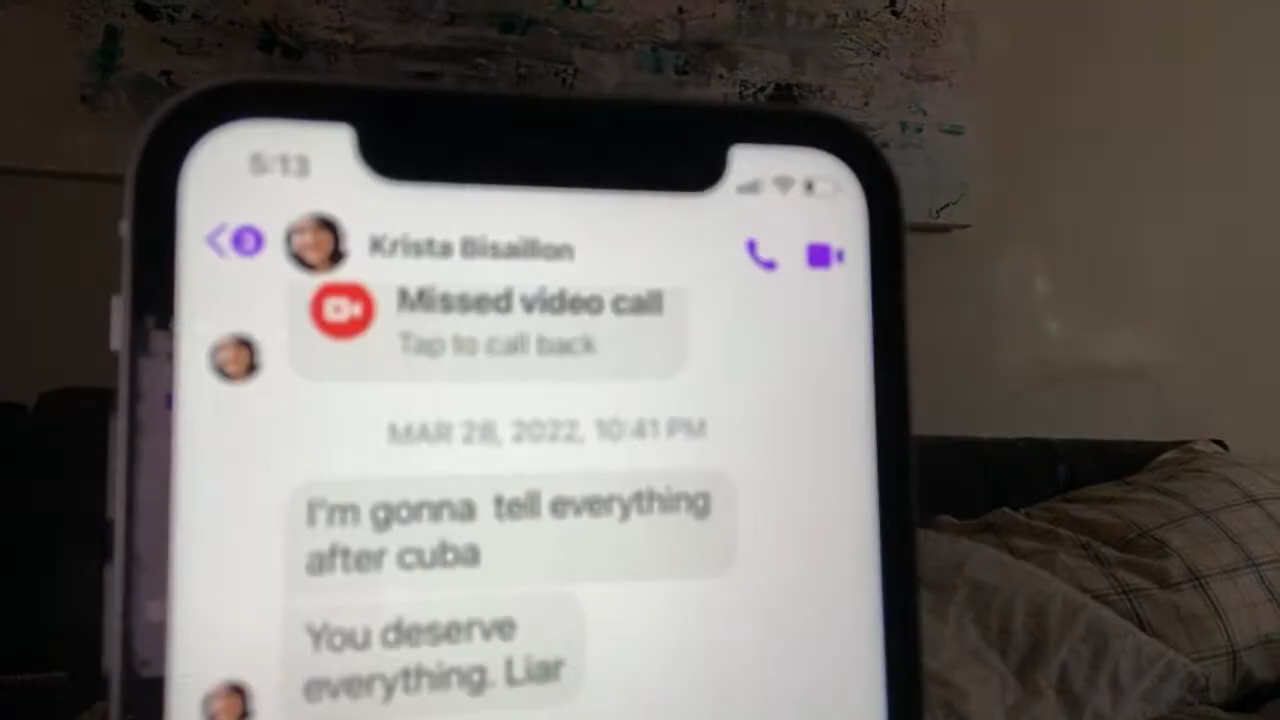 5:13
3
Krista Bisaillon
Missed video call
Tap to call back
MAR 28, 2022, 10:41 PM
I'm gonna tell everything
after cuba
You deserve
everything. Liar